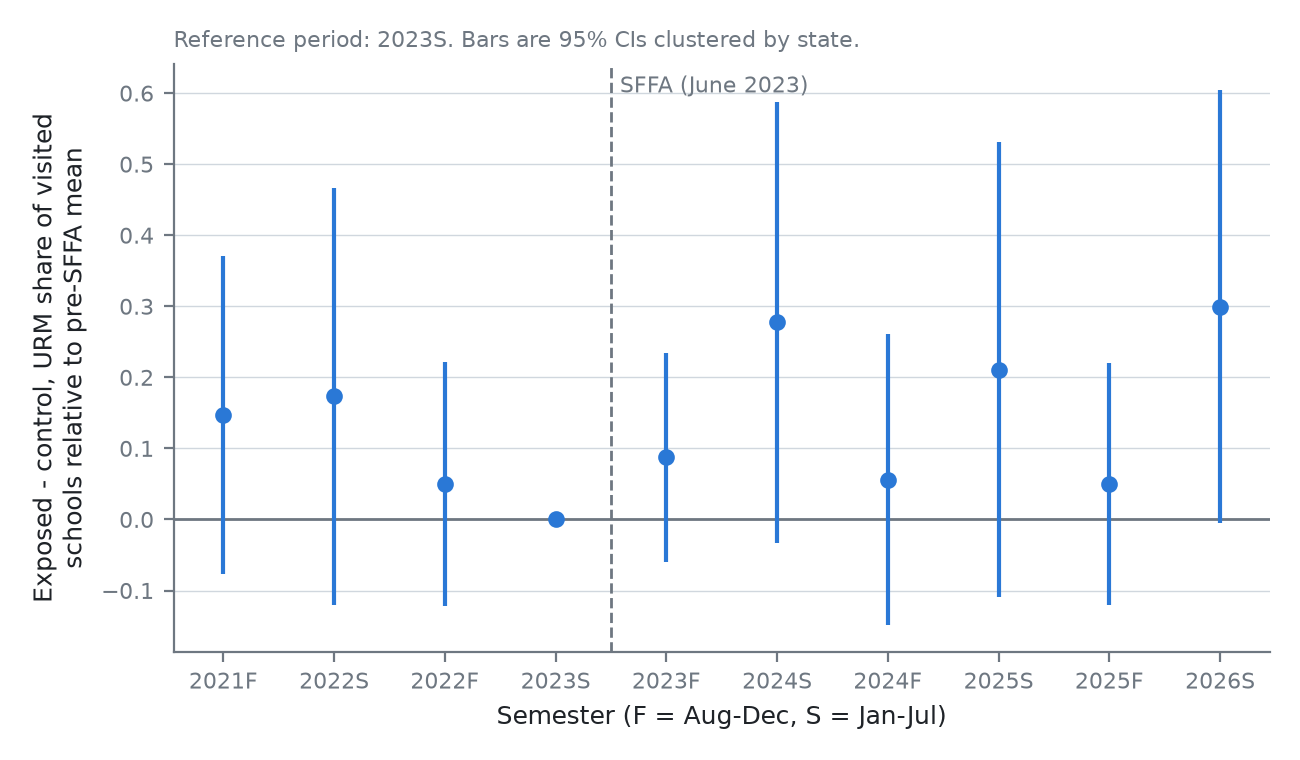 Reference period: 2023S. Bars are 95% CIs clustered by state.
SFFA (June 2023)
Exposed - control, URM share of visited
schools relative to pre-SFFA mean
0.6
0.5
0.4
0.3
0.2
0.1
0.0
−0.1
2021F 2022S 2022F 2023S 2023F 2024S 2024F 2025S 2025F 2026S
Semester (F = Aug-Dec, S = Jan-Jul)